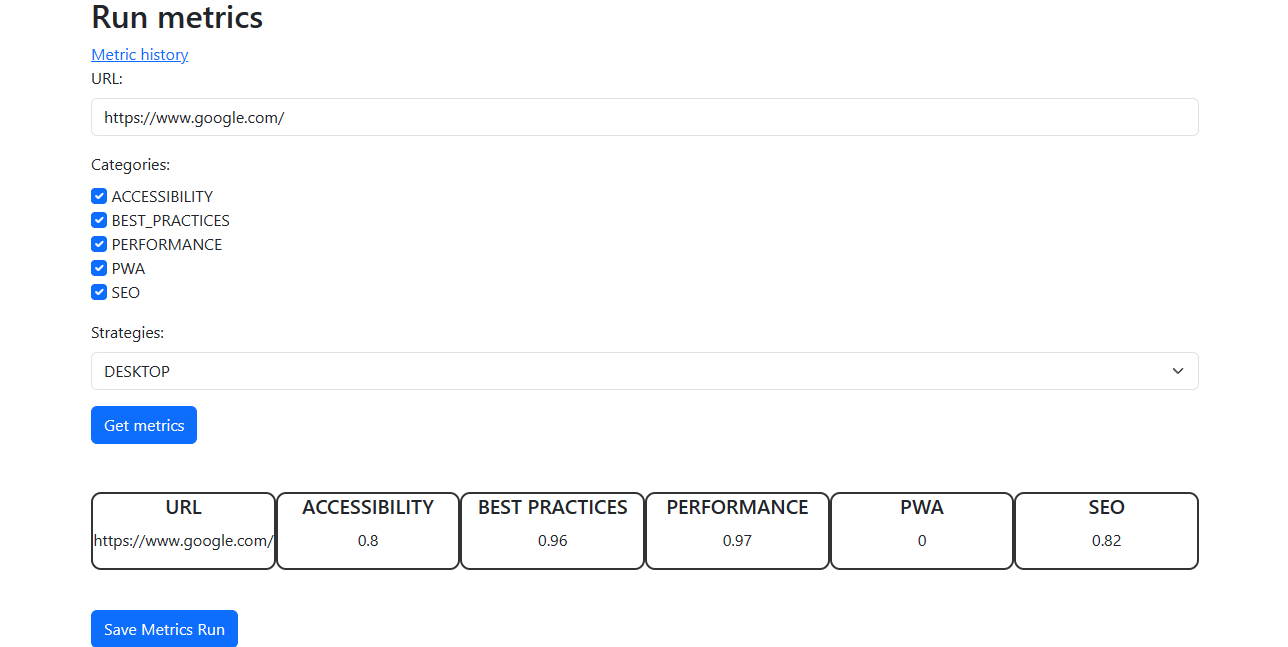 Run metrics
Metric history
URL:
https://www.google.com/
Categories:
ACCESSIBILITY
BEST_PRACTICES
PERFORMANCE
PWA
SEO
Strategies:
DESKTOP
Get metrics
URL ACCESSIBILITY BEST PRACTICES PERFORMANCE PWA SEO
https://www.google.com/ 0.8 0.96 0.97 0 0.82
Save Metrics Run